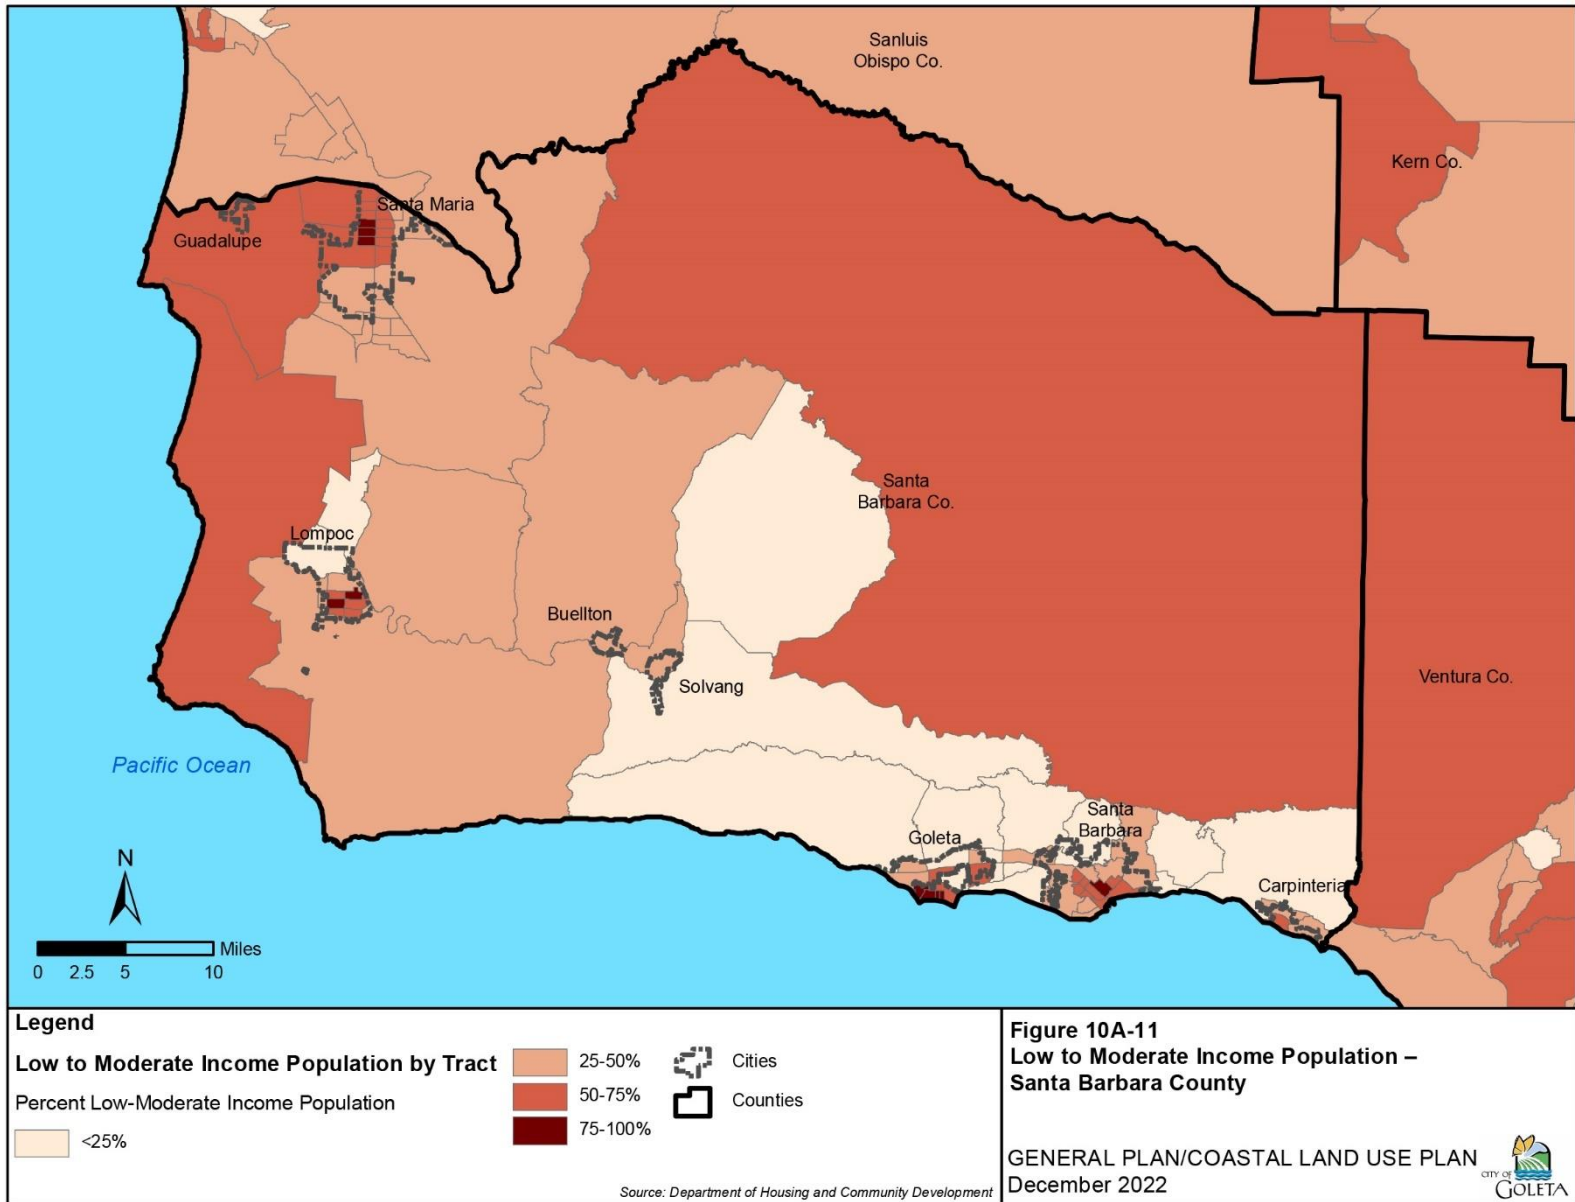 Sanluis
Obispo Co.
Kern Co.
Santa Maria
Guadalupe
Santa
Barbara Co.
Lompoc
Buellton
Solvang
Ventura Co.
Pacific Ocean
Santa
Barbara
Goleta
Carpinteria
N
Miles
0 2.5 5 10
Legend
Low to Moderate Income Population by Tract
Percent Low-Moderate Income Population
<25%
25-50%
50-75%
75-100%
Cities
Counties
Source: Department of Housing and Community Development
Figure 10A-11
Low to Moderate Income Population –
Santa Barbara County
GENERAL PLAN/COASTAL LAND USE PLAN
December 2022
CITY OF
GOLETA